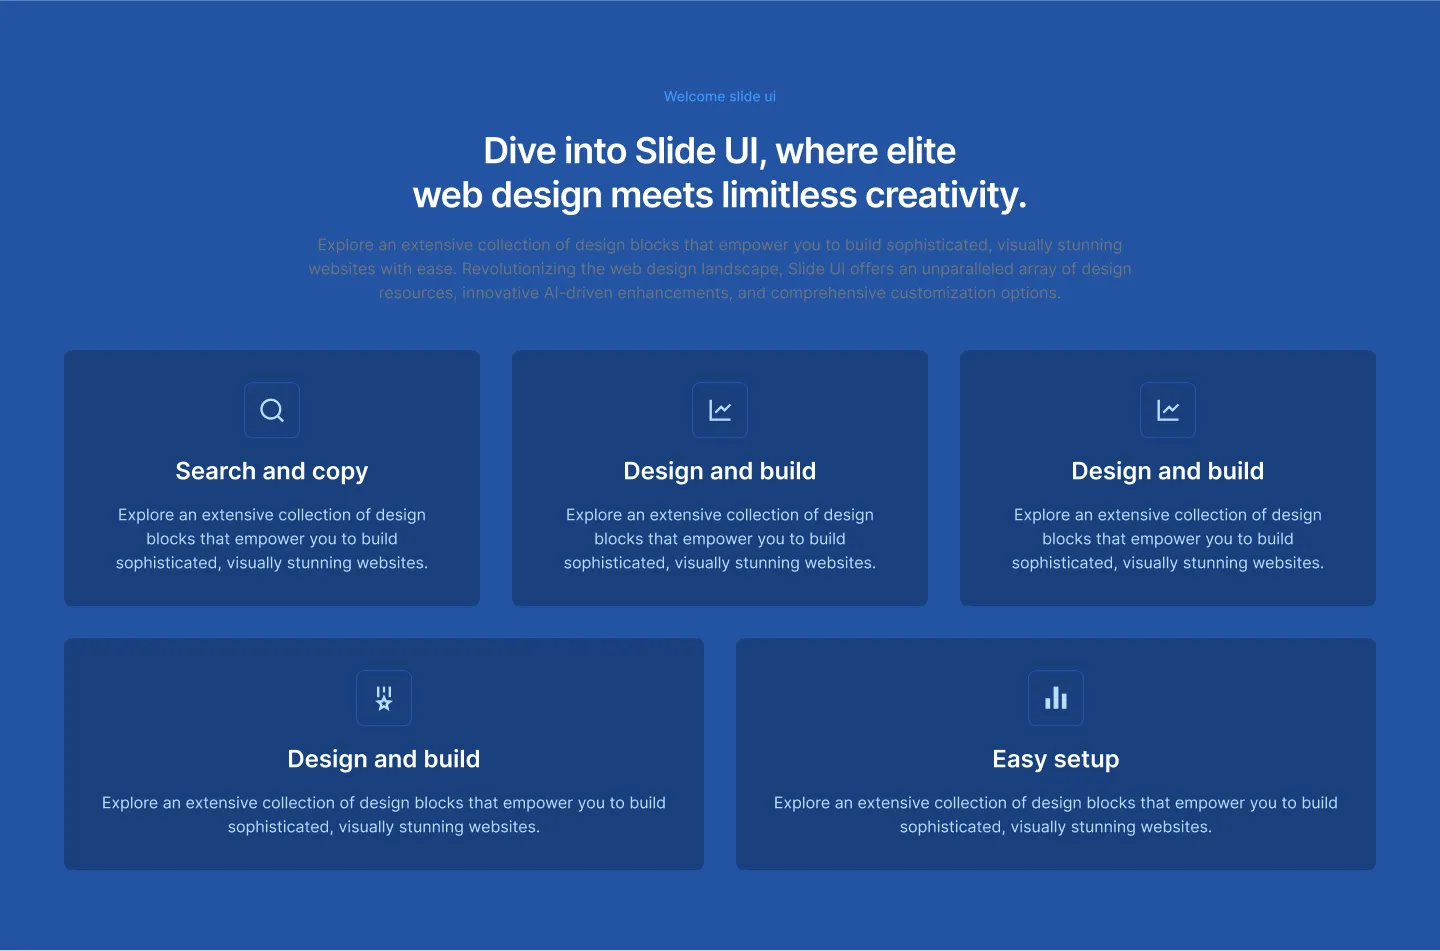 Welcome slide ui
Dive into Slide UI, where elite
web design meets limitless creativity.
Explore an extensive collection of design blocks that empower you to build sophisticated, visually stunning
websites with ease. Revolutionizing the web design landscape, Slide UI offers an unparalleled array of design
resources, innovative AI-driven enhancements, and comprehensive customization options.
Search and copy
Explore an extensive collection of design
blocks that empower you to build
sophisticated, visually stunning websites.
Design and build
Explore an extensive collection of design
blocks that empower you to build
sophisticated, visually stunning websites.
Design and build
Explore an extensive collection of design
blocks that empower you to build
sophisticated, visually stunning websites.
Design and build
Explore an extensive collection of design blocks that empower you to build
sophisticated, visually stunning websites.
Easy setup
Explore an extensive collection of design blocks that empower you to build
sophisticated, visually stunning websites.